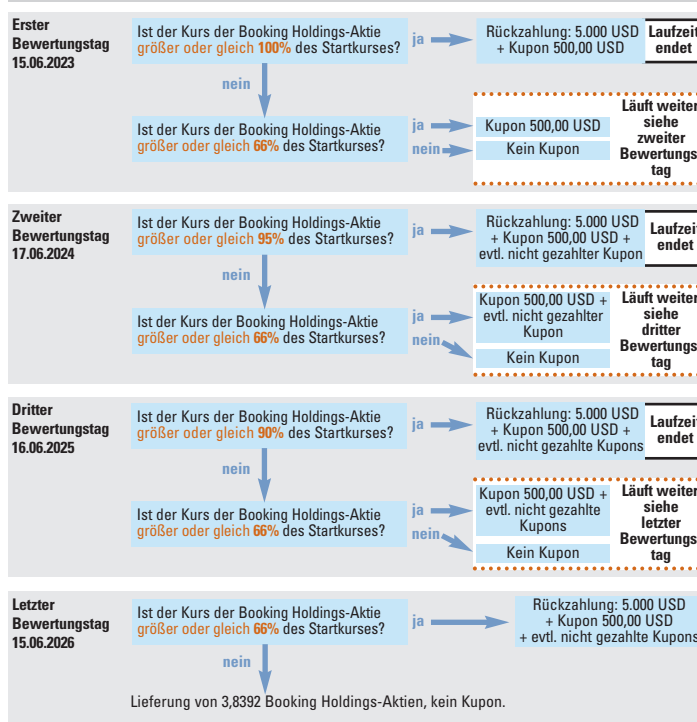 Erster
Bewertungstag
15.06.2023
Ist der Kurs der Booking Holdings-Aktie
größer oder gleich 100% des Startkurses?
ja
Rückzahlung: 5.000 USD
+ Kupon 500,00 USD
Laufzeit
endet
nein
Ist der Kurs der Booking Holdings-Aktie
größer oder gleich 66% des Startkurses?
ja
nein
Kupon 500,00 USD
Kein Kupon
Läuft weiter
siehe
zweiter
Bewertungs
tag
Zweiter
Bewertungstag
17.06.2024
Ist der Kurs der Booking Holdings-Aktie
größer oder gleich 95% des Startkurses?
ja
Rückzahlung: 5.000 USD
+ Kupon 500,00 USD +
evtl. nicht gezahlter Kupon
Laufzeit
endet
nein
Ist der Kurs der Booking Holdings-Aktie
größer oder gleich 66% des Startkurses?
ja
nein
Kupon 500,00 USD +
evtl. nicht gezahlter
Kupon
Kein Kupon
Läuft weiter
siehe
dritter
Bewertungs
tag
Dritter
Bewertungstag
16.06.2025
Ist der Kurs der Booking Holdings-Aktie
größer oder gleich 90% des Startkurses?
ja
Rückzahlung: 5.000 USD
+ Kupon 500,00 USD +
evtl. nicht gezahlte Kupons
Laufzeit
endet
nein
Ist der Kurs der Booking Holdings-Aktie
größer oder gleich 66% des Startkurses?
ja
nein
Kupon 500,00 USD +
evtl. nicht gezahlte
Kupons
Kein Kupon
Läuft weiter
siehe
letzter
Bewertungs
tag
Letzter
Bewertungstag
15.06.2026
Ist der Kurs der Booking Holdings-Aktie
größer oder gleich 66% des Startkurses?
ja
Rückzahlung: 5.000 USD
+ Kupon 500,00 USD
+ evtl. nicht gezahlte Kupons
nein
Lieferung von 3,8392 Booking Holdings-Aktien, kein Kupon.